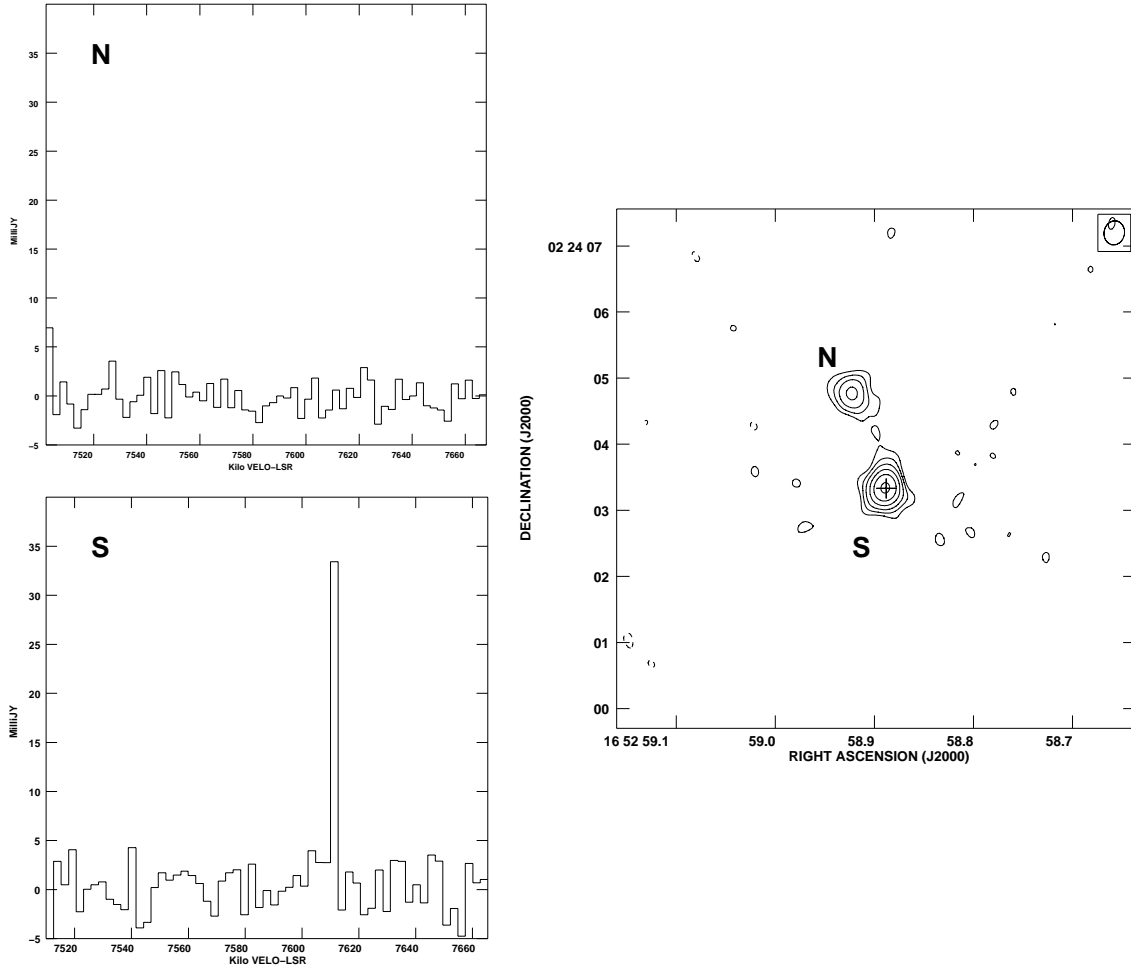 N
35
30
25
20
15
10
5
0
−5
MilliJY
7520 7540 7560 7580 7600 7620 7640 7660
Kilo VELO−LSR
S
35
30
25
20
15
10
5
0
−5
MilliJY
7520 7540 7560 7580 7600 7620 7640 7660
Kilo VELO−LSR
02 24 07
06
05
04
03
02
01
00
DECLINATION (J2000)
N
S
16 52 59.1 59.0 58.9 58.8 58.7
RIGHT ASCENSION (J2000)